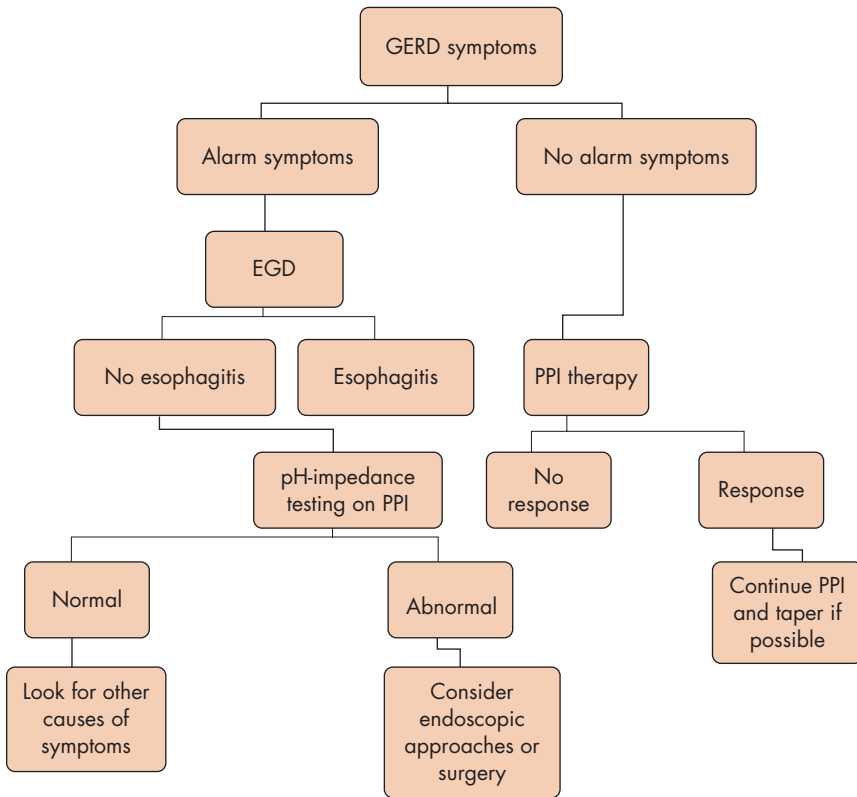 GERD symptoms
Alarm symptoms
No alarm symptoms
EGD
No esophagitis
Esophagitis
PPI therapy
pH-impedance
testing on PPI
No
response
Response
Normal
Abnormal
Continue PPI
and taper if
possible
Look for other
causes of
symptoms
Consider
endoscopic
approaches or
surgery